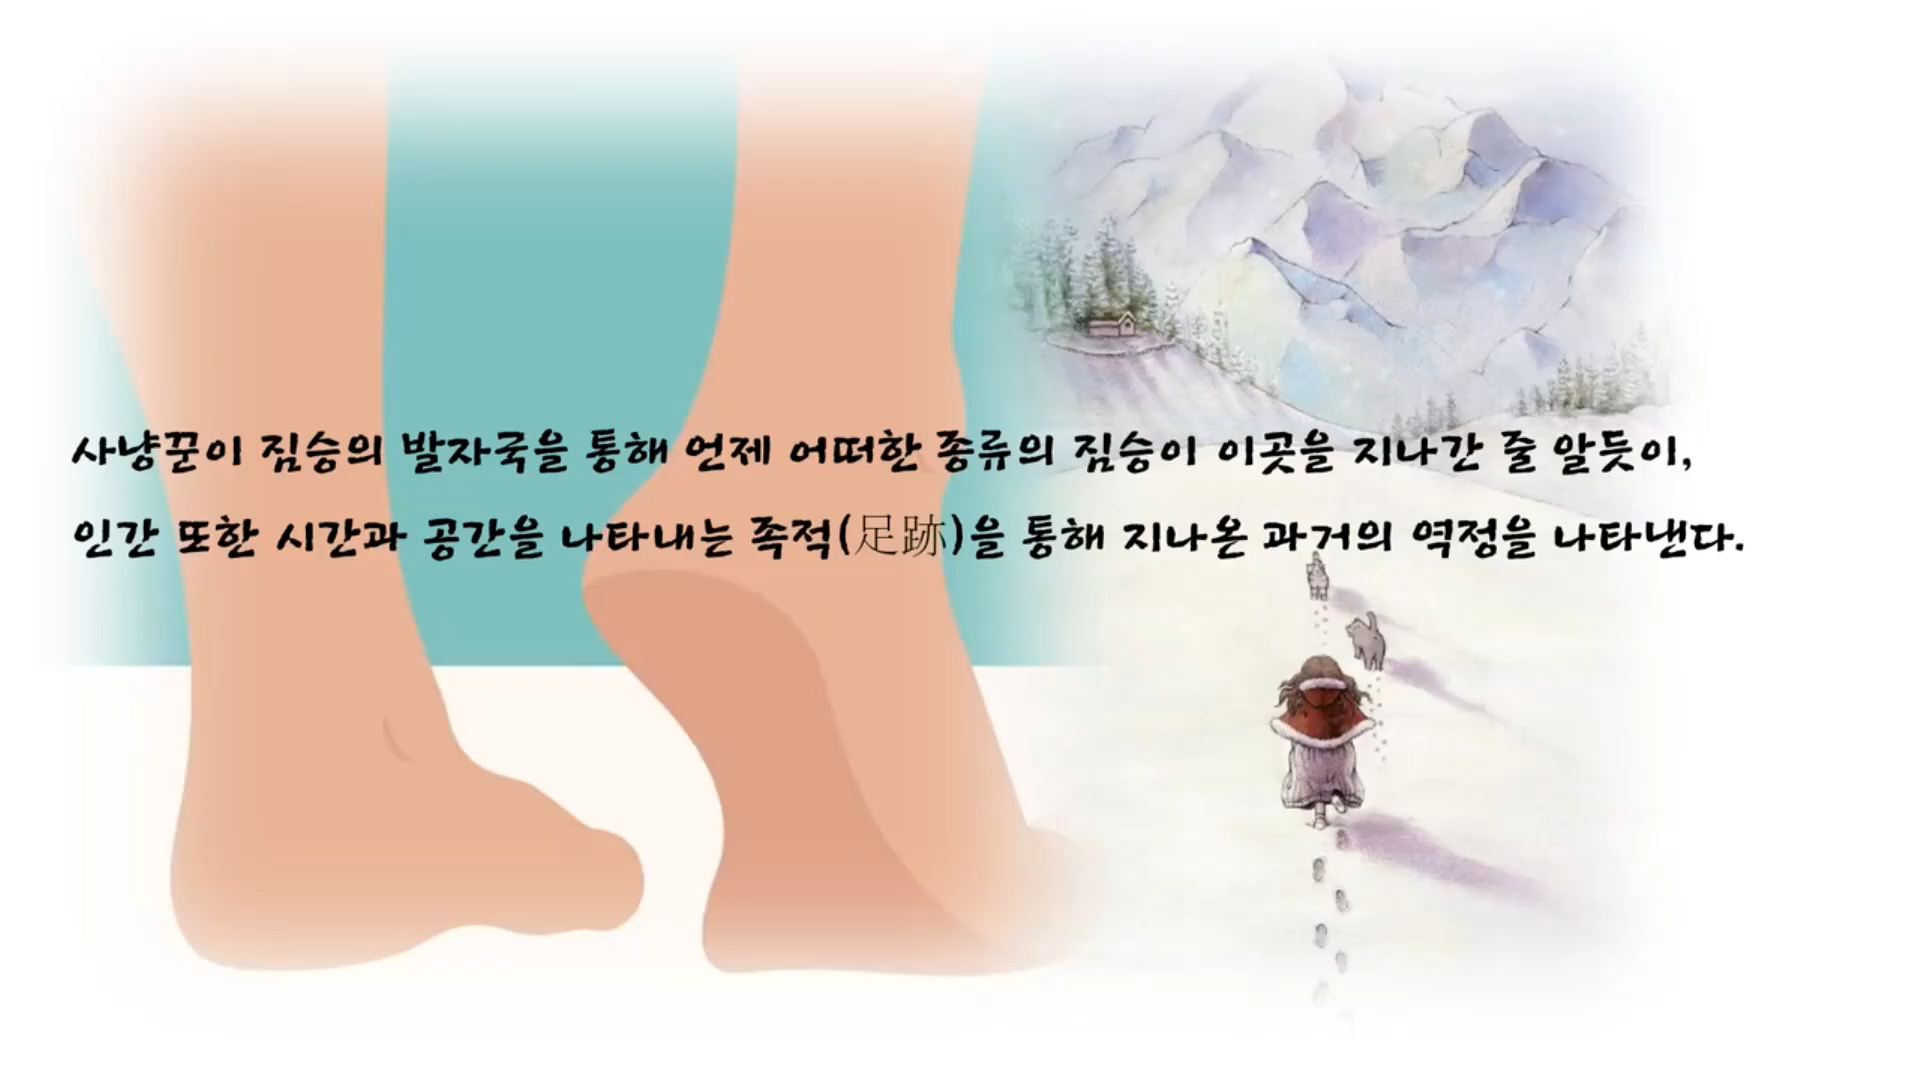 사냥꾼이 짐승의 발자국을 통해 언제 어떠한 종류의 짐승이 이곳을 지나간 줄 알듯이,
인간 또한 시간과 공간을 나타내는 족적(足跡)을 통해 지나온 과거의 역정을 나타낸다.